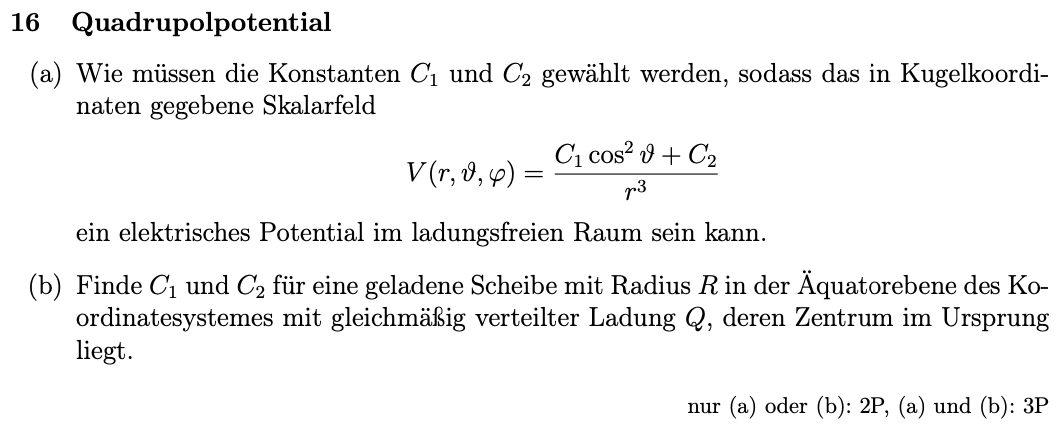 16 Quadrupolpotential
(a) Wie müssen die Konstanten C₁ und C₂ gewählt werden, sodass das in Kugelkoordi-
naten gegebene Skalarfeld
V(r, ϑ, φ) = (C₁ cos² ϑ + C₂) / r³
ein elektrisches Potential im ladungsfreien Raum sein kann.
(b) Finde C₁ und C₂ für eine geladene Scheibe mit Radius R in der Äquatorebene des Ko-
ordinatesystemes mit gleichmäßig verteilter Ladung Q, deren Zentrum im Ursprung
liegt.
nur (a) oder (b): 2P, (a) und (b): 3P